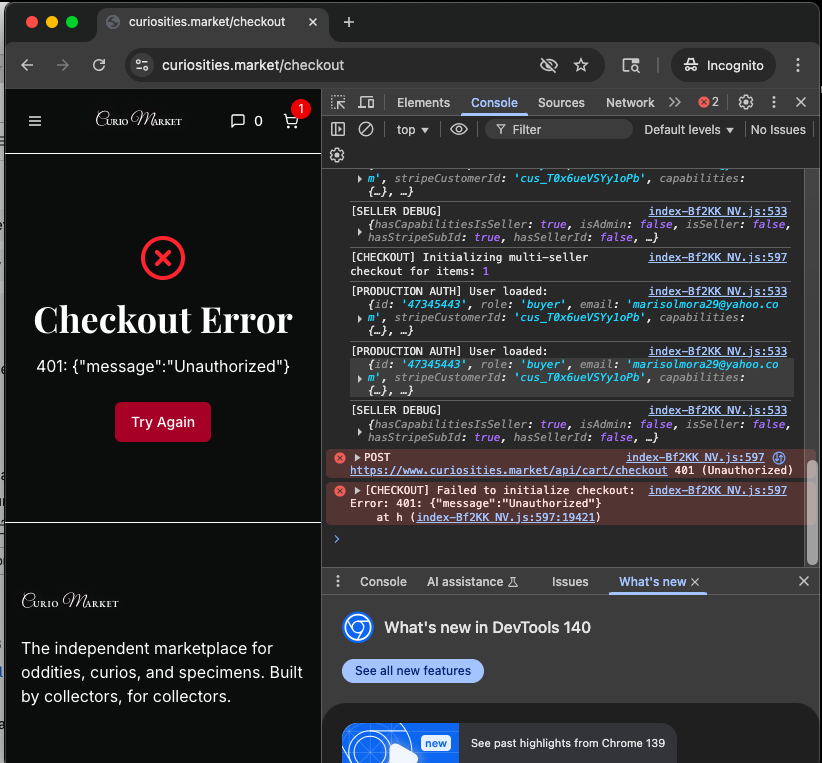 curiosities.market/checkout
curiosities.market/checkout
Incognito
Curio Market
0
1
Elements
Console
Sources
Network
2
top
Filter
Default levels
No Issues
m', stripeCustomerId: 'cus_T0x6ueVSYy1oPb', capabilities:
{…}, …}
[SELLER DEBUG] index-Bf2KK_NV.js:533
{hasCapabilitiesIsSeller: true, isAdmin: false, isSeller: false,
hasStripeSubId: true, hasSellerId: false, …}
[CHECKOUT] Initializing multi-seller index-Bf2KK_NV.js:597
checkout for items: 1
[PRODUCTION AUTH] User loaded: index-Bf2KK_NV.js:533
{id: '47345443', role: 'buyer', email: 'marisolmora29@yahoo.co
m', stripeCustomerId: 'cus_T0x6ueVSYy1oPb', capabilities:
{…}, …}
[PRODUCTION AUTH] User loaded: index-Bf2KK_NV.js:533
{id: '47345443', role: 'buyer', email: 'marisolmora29@yahoo.co
m', stripeCustomerId: 'cus_T0x6ueVSYy1oPb', capabilities:
{…}, …}
[SELLER DEBUG] index-Bf2KK_NV.js:533
{hasCapabilitiesIsSeller: true, isAdmin: false, isSeller: false,
hasStripeSubId: true, hasSellerId: false, …}
POST index-Bf2KK_NV.js:597
https://www.curiosities.market/api/cart/checkout 401 (Unauthorized)
[CHECKOUT] Failed to initialize checkout: index-Bf2KK_NV.js:597
Error: 401: {"message":"Unauthorized"}
at h (index-Bf2KK_NV.js:597:19421)
Checkout Error
401: {"message":"Unauthorized"}
Try Again
Curio Market
The independent marketplace for
oddities, curios, and specimens. Built
by collectors, for collectors.
Console
AI assistance
Issues
What's new
What's new in DevTools 140
See all new features
new
See past highlights from Chrome 139